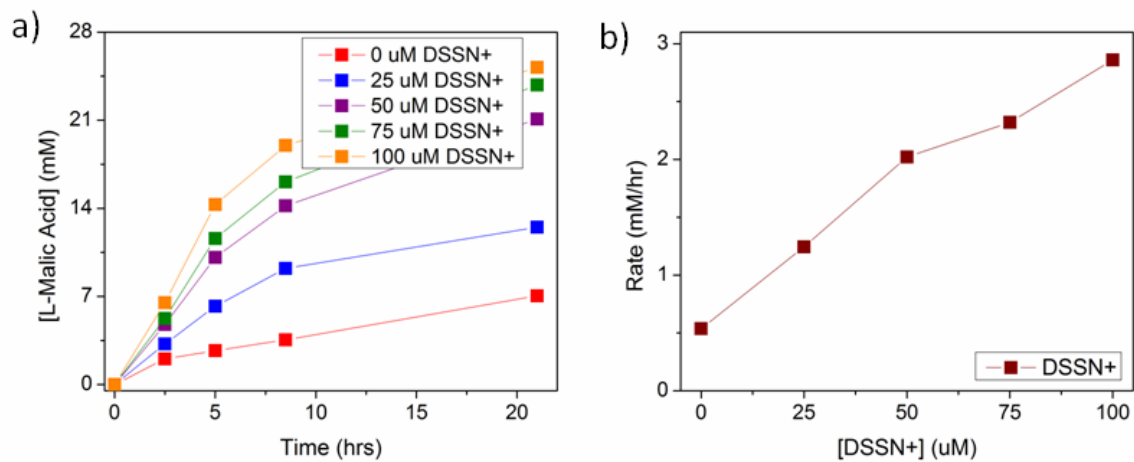 a)
28
21
14
7
0
[L-Malic Acid] (mM)
0 uM DSSN+
25 uM DSSN+
50 uM DSSN+
75 uM DSSN+
100 uM DSSN+
0
5
10
15
20
Time (hrs)
b)
3
2
1
0
Rate (mM/hr)
DSSN+
0
25
50
75
100
[DSSN+] (uM)